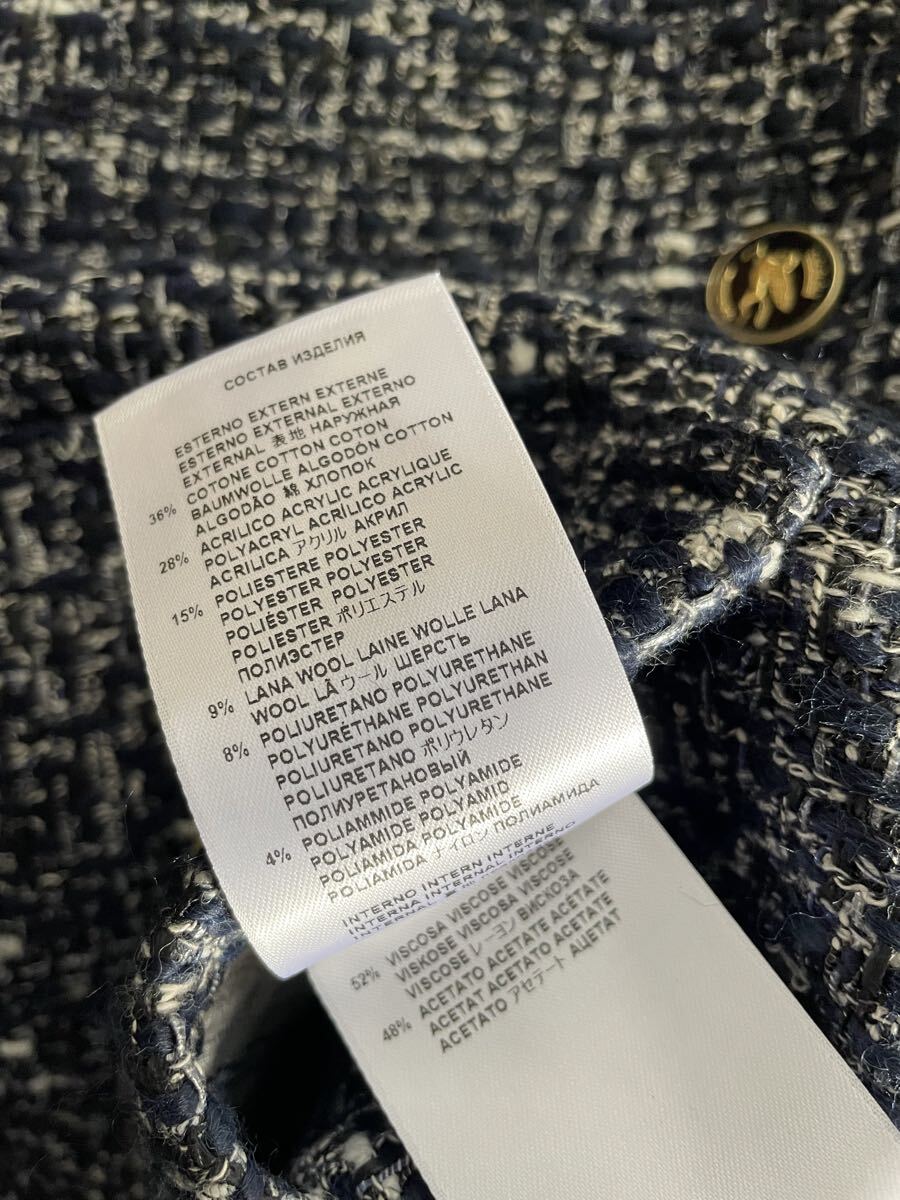 СОСТАВ ИЗДЕЛИЯ
ESTERNO EXTERN EXTERNE
ESTERNO EXTERNAL EXTERNO
EXTERNAL 表地 НАРУЖНАЯ
36% COTONE COTTON COTON
BAUMWOLLE ALGODÓN COTTON
ALGODÃO 綿 ХЛОПОК
28% ACRILICO ACRYLIC ACRYLIQUE
POLYACRYL ACRÍLICO ACRYLIC
ACRILICA アクリル АКРИЛ
15% POLIESTERE POLYESTER
POLYESTER POLYESTER
POLIÉSTER POLYESTER
POLIESTER ポリエステル
ПОЛИЭСТЕР
9% LANA WOOL LAINE WOLLE LANA
WOOL LÃ ウール ШЕРСТЬ
8% POLIURETANO POLYURETHANE
POLYURÉTHANE POLYURETHAN
POLIURETANO POLYURETHANE
POLIURETANO ポリウレタン
ПОЛИУРЕТАНОВЫЙ
4% POLIAMMIDE POLYAMIDE
POLYAMIDE POLYAMID
POLIAMIDA POLYAMIDE
POLIAMIDA ナイロン ПОЛИАМИДА
INTERNO INTERN INTERNE
INTERNA INTERNAL INTERNO
INTERNAL
52% VISCOSA VISCOSE VISCOSE
VISKOSE VISCOSA VISCOSE
VISCOSE レーヨン ВИСКОЗА
48% ACETATO ACETATE ACÉTATE
ACETAT ACETATO ACETATE
ACETATO アセテート АЦЕТАТ